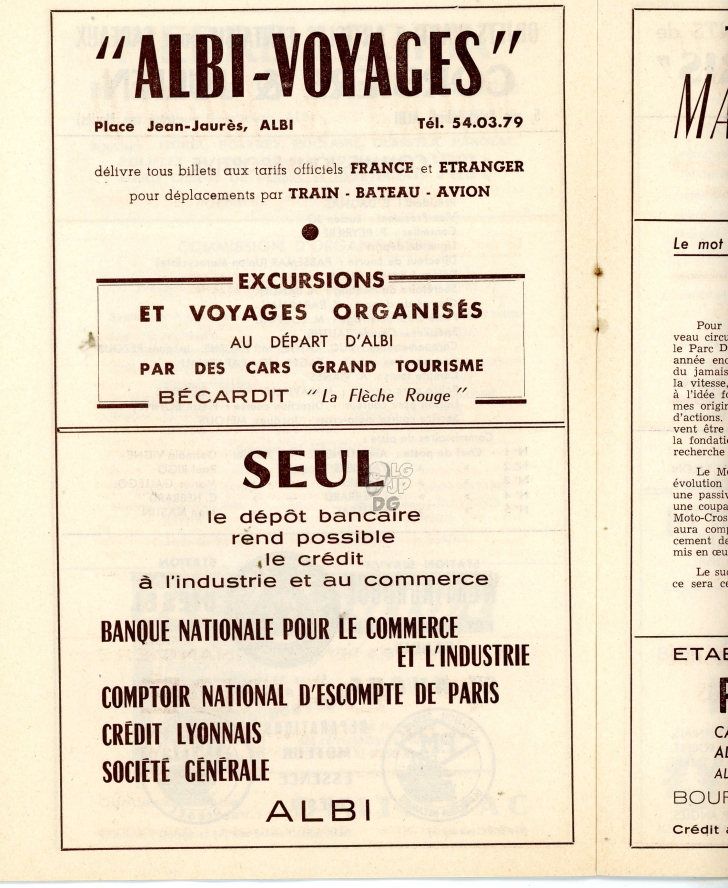 "ALBI-VOYAGES"
Place Jean-Jaurès, ALBI Tél. 54.03.79
délivre tous billets aux tarifs officiels FRANCE et ETRANGER
pour déplacements par TRAIN - BATEAU - AVION
EXCURSIONS
ET VOYAGES ORGANISÉS
AU DÉPART D'ALBI
PAR DES CARS GRAND TOURISME
BÉCARDIT "La Flèche Rouge"
SEUL
LG
JP
DG
le dépôt bancaire
rend possible
le crédit
à l'industrie et au commerce
BANQUE NATIONALE POUR LE COMMERCE
ET L'INDUSTRIE
COMPTOIR NATIONAL D'ESCOMPTE DE PARIS
CRÉDIT LYONNAIS
SOCIÉTÉ GÉNÉRALE
ALBI
MA
Le mot
Pour
veau circu
le Parc D
année enc
du jamais
la vitesse,
à l'idée fo
mes origin
d'actions.
vent être
la fondatio
recherche
Le Mo
évolution
une passiv
une coupa
Moto-Cros
aura comp
cement de
mis en œu
Le suc
ce sera ce
ETAB
CA
AL
AL
BOUR
Crédit a